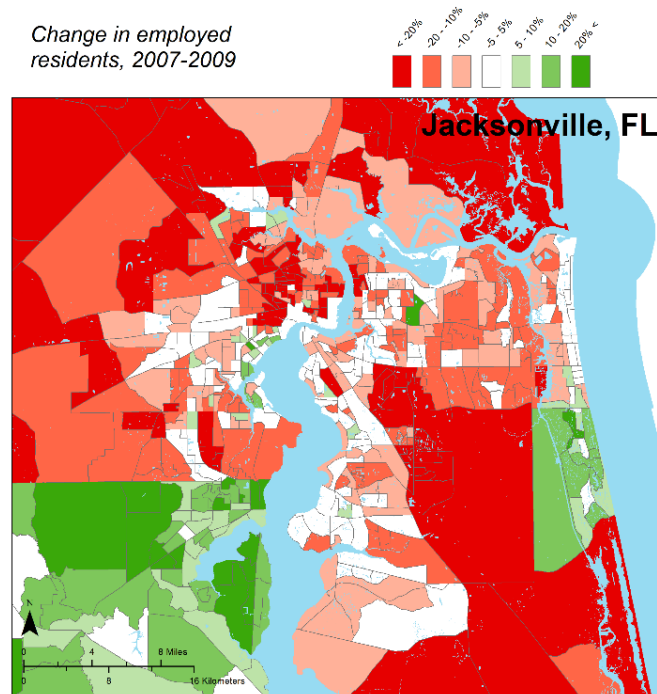 Change in employed
residents, 2007-2009
< -20%
-20 - -10%
-10 - -5%
-5 - 5%
5 - 10%
10 - 20%
20% <
Jacksonville, FL
N
0 4 8 Miles
0 8 16 Kilometers